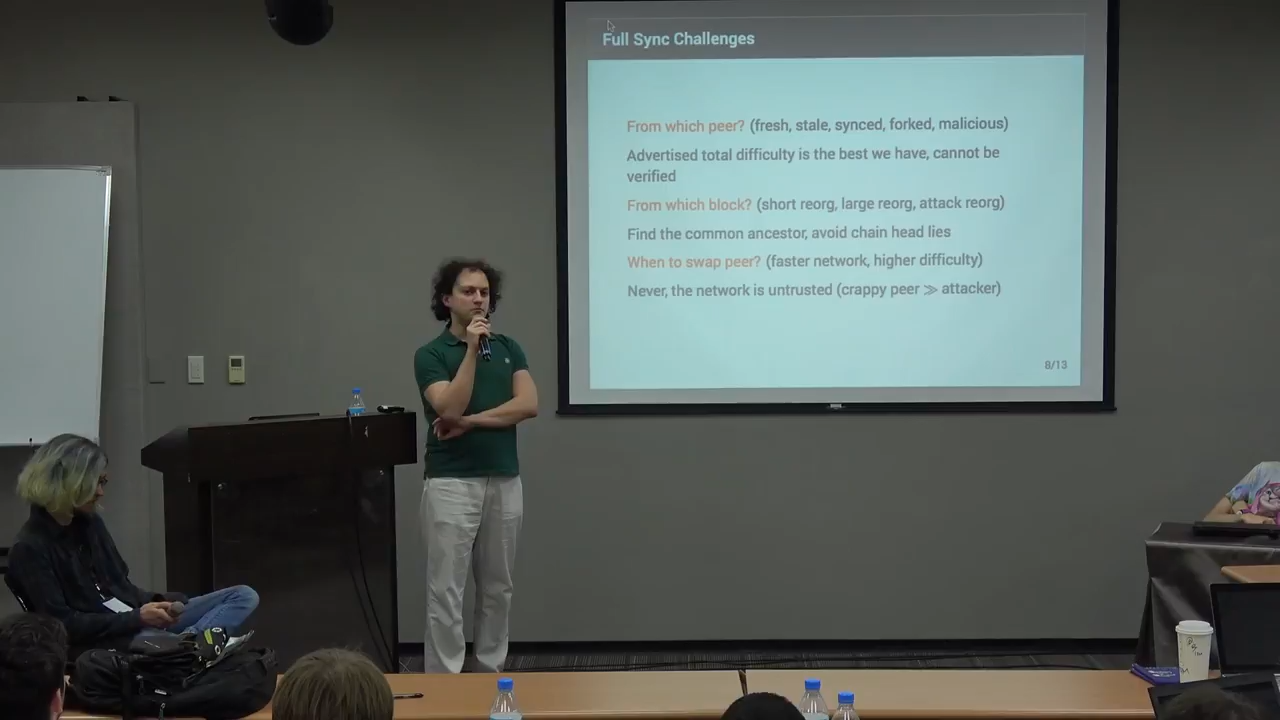 Full Sync Challenges
From which peer? (fresh, stale, synced, forked, malicious)
Advertised total difficulty is the best we have, cannot be
verified
From which block? (short reorg, large reorg, attack reorg)
Find the common ancestor, avoid chain head lies
When to swap peer? (faster network, higher difficulty)
Never, the network is untrusted (crappy peer ≫ attacker)
8/13